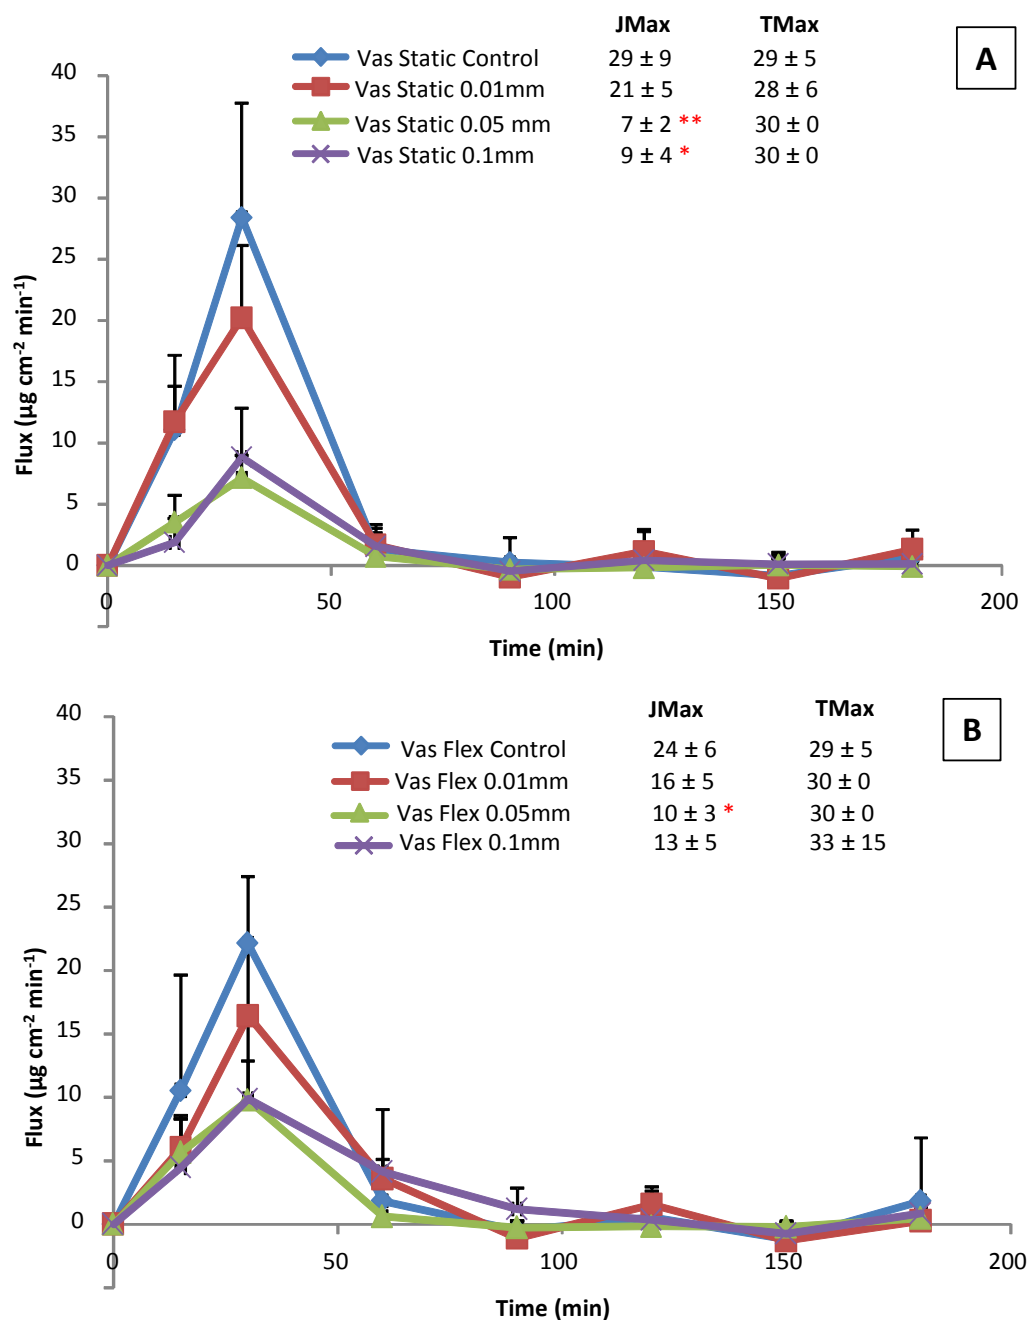 JMax TMax
A
Vas Static Control 29 ± 9 29 ± 5
Vas Static 0.01mm 21 ± 5 28 ± 6
Vas Static 0.05 mm 7 ± 2 ** 30 ± 0
Vas Static 0.1mm 9 ± 4 * 30 ± 0
40
35
30
25
20
15
10
5
0
Flux (µg cm⁻² min⁻¹)
0 50 100 150 200
Time (min)
JMax TMax
B
Vas Flex Control 24 ± 6 29 ± 5
Vas Flex 0.01mm 16 ± 5 30 ± 0
Vas Flex 0.05mm 10 ± 3 * 30 ± 0
Vas Flex 0.1mm 13 ± 5 33 ± 15
40
35
30
25
20
15
10
5
0
Flux (µg cm⁻² min⁻¹)
0 50 100 150 200
Time (min)